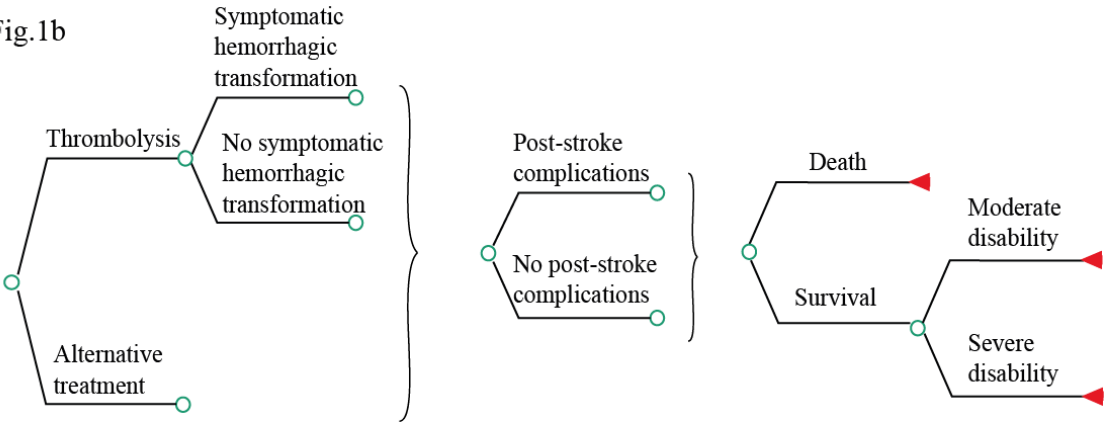 Fig.1b
Symptomatic
hemorrhagic
transformation
Thrombolysis
No symptomatic
hemorrhagic
transformation
Alternative
treatment
Post-stroke
complications
No post-stroke
complications
Death
Survival
Moderate
disability
Severe
disability